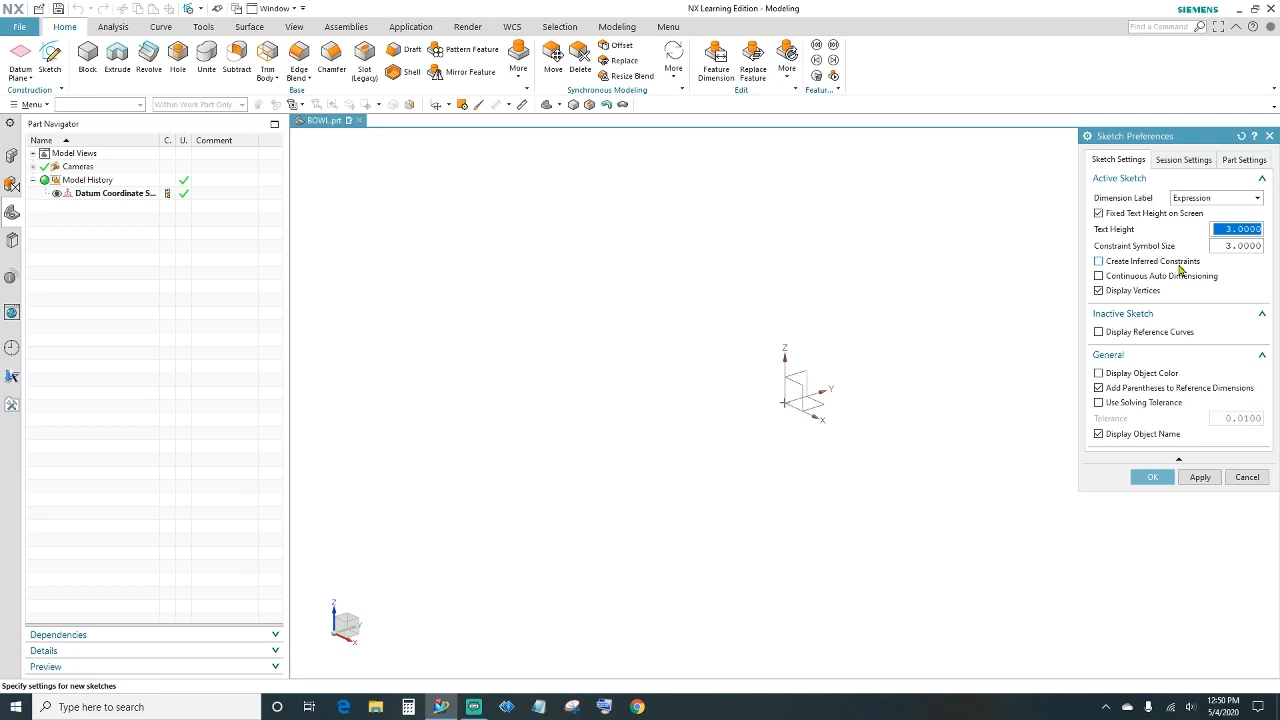 NX
Window
NX Learning Edition - Modeling
SIEMENS
File
Home
Analysis
Curve
Tools
Surface
View
Assemblies
Application
Render
WCS
Selection
Modeling
Menu
Find a Command
Datum Plane
Sketch
Block
Extrude
Revolve
Hole
Unite
Subtract
Trim Body
Edge Blend
Chamfer
Slot (Legacy)
Draft
Shell
Pattern Feature
Mirror Feature
More
Move
Delete
Offset
Replace
Resize Blend
More
Feature Dimension
Replace Feature
More
Construction
Base
Synchronous Modeling
Edit
Featur...
Menu
Within Work Part Only
Part Navigator
BOWL.prt
Name
C.
U.
Comment
Model Views
Cameras
Model History
Datum Coordinate S...
Dependencies
Details
Preview
Z
Y
X
Z
Y
X
Sketch Preferences
Sketch Settings
Session Settings
Part Settings
Active Sketch
Dimension Label
Expression
Fixed Text Height on Screen
Text Height
3.0000
Constraint Symbol Size
3.0000
Create Inferred Constraints
Continuous Auto Dimensioning
Display Vertices
Inactive Sketch
Display Reference Curves
General
Display Object Color
Add Parentheses to Reference Dimensions
Use Solving Tolerance
Tolerance
0.0100
Display Object Name
OK
Apply
Cancel
Specify settings for new sketches
Type here to search
12:50 PM
5/4/2020